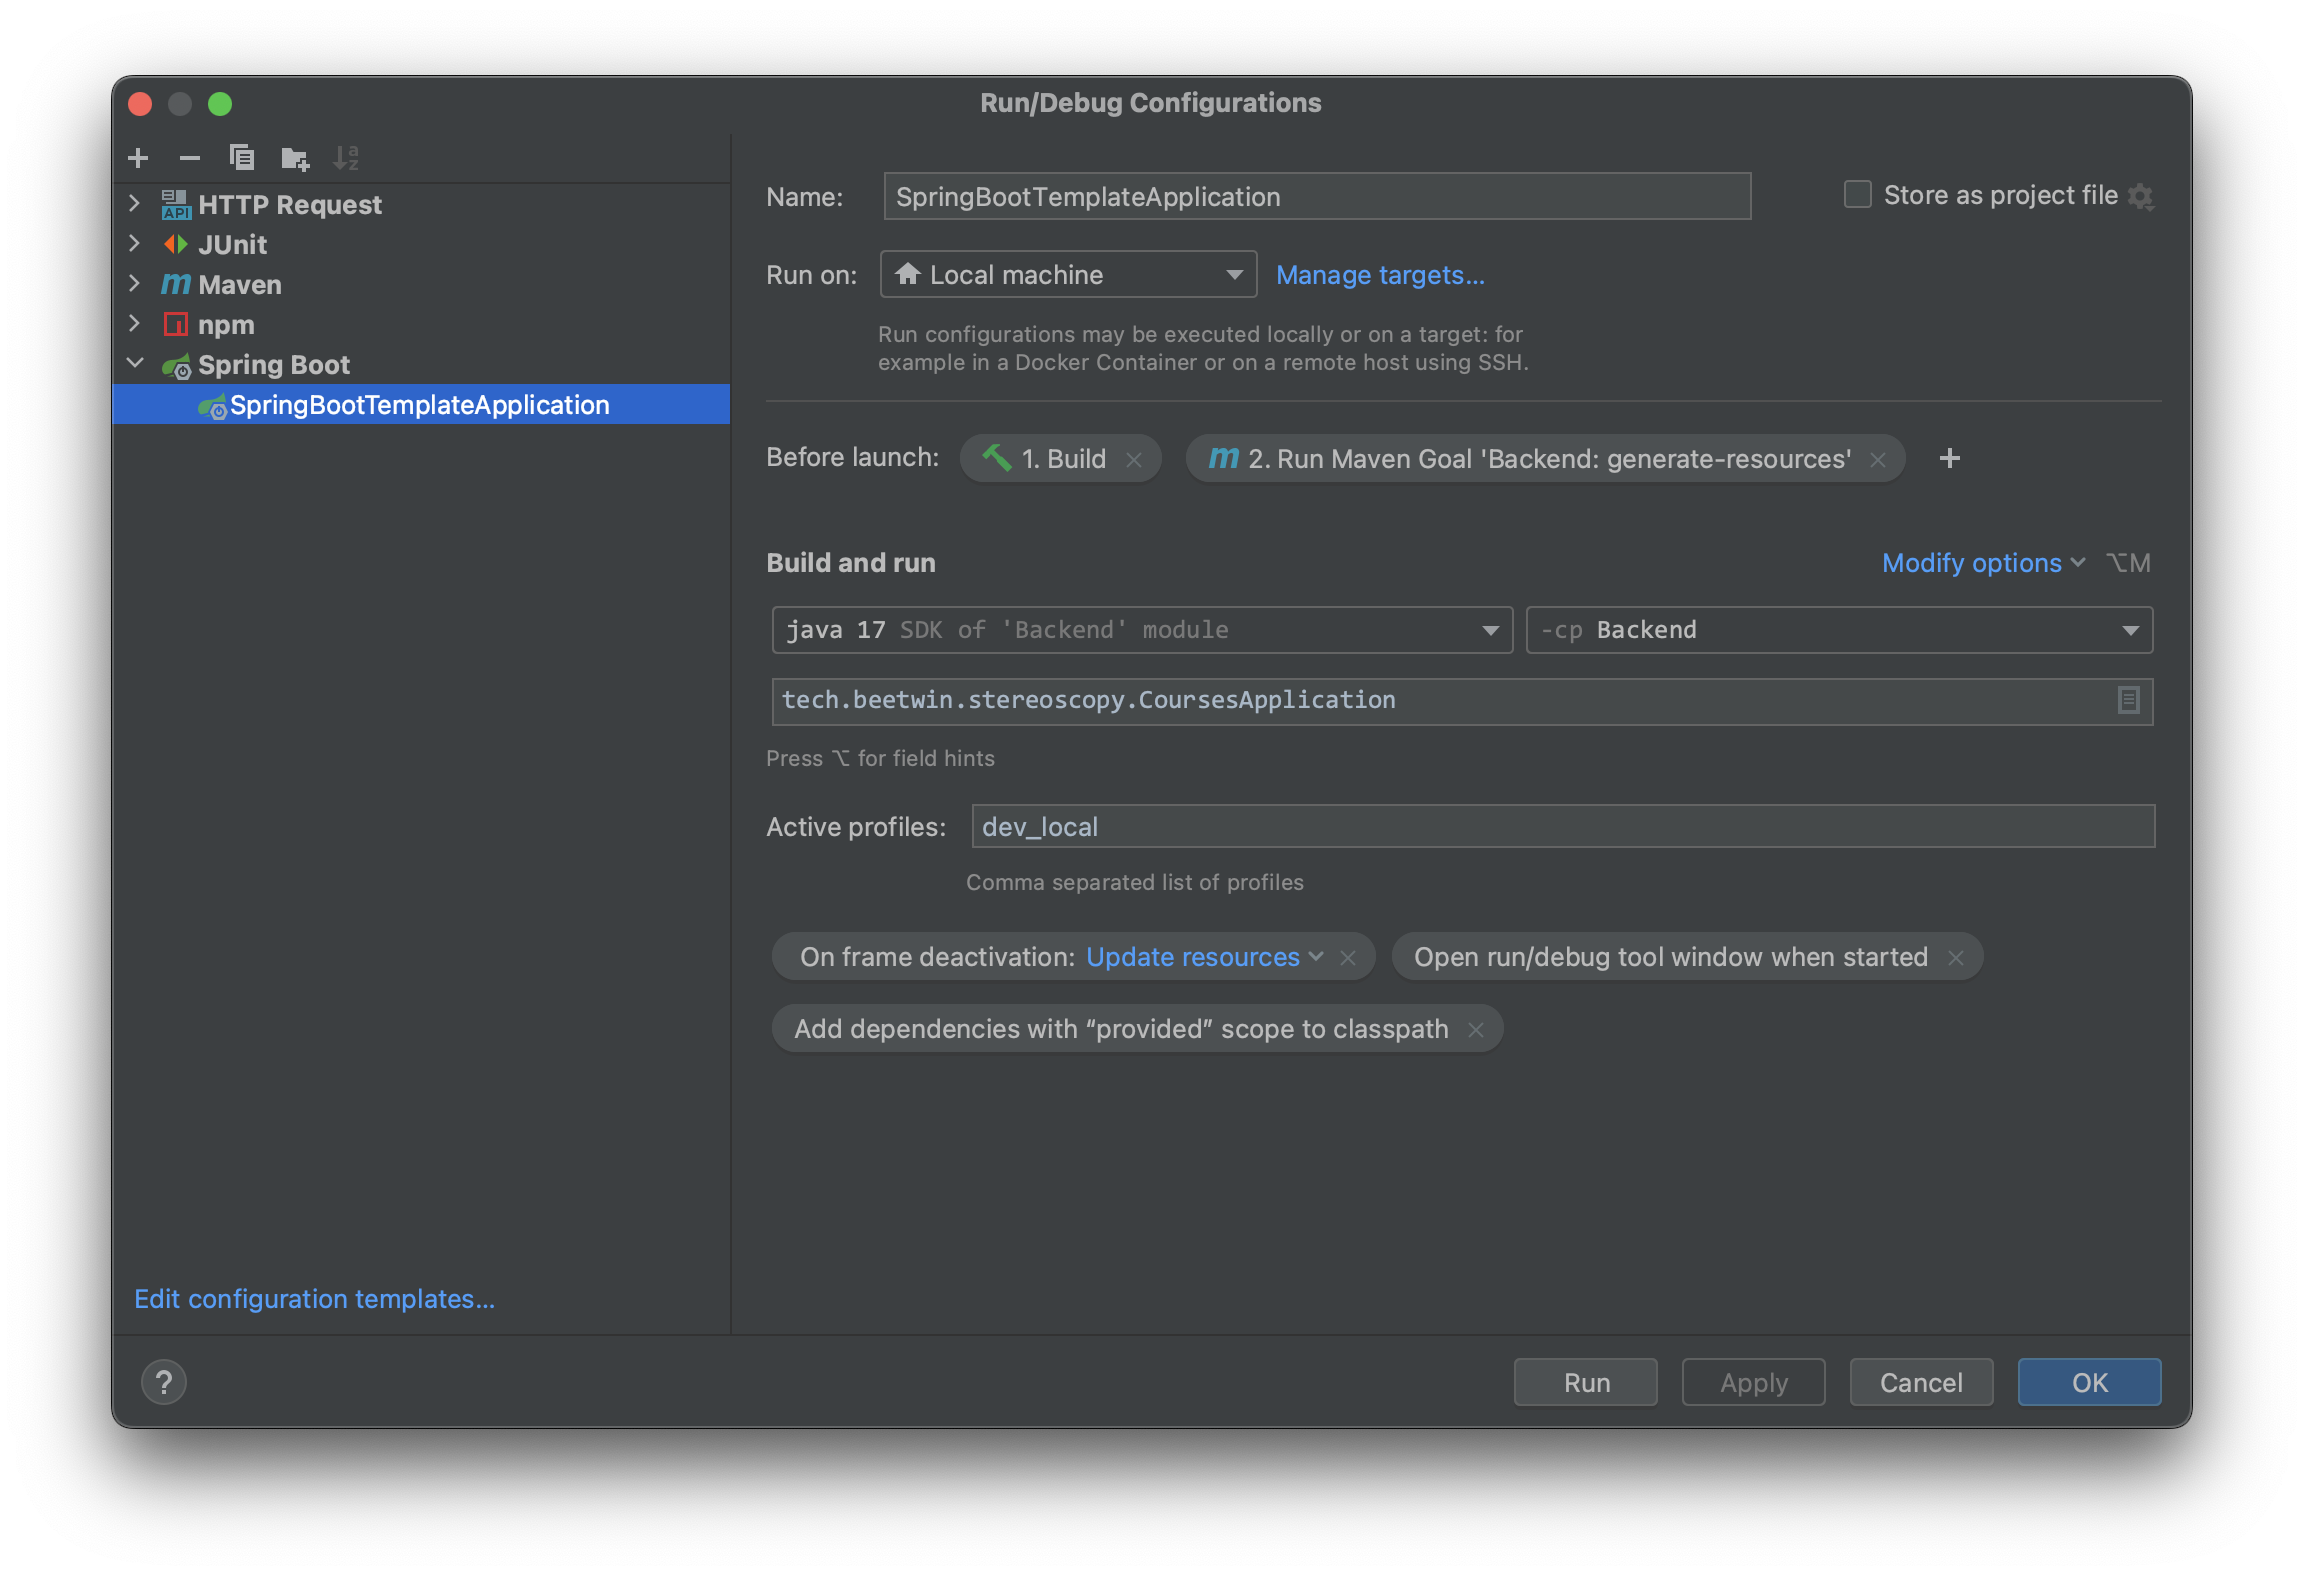 Run/Debug Configurations
HTTP Request
API
JUnit
Maven
npm
Spring Boot
SpringBootTemplateApplication
Edit configuration templates...
Name: SpringBootTemplateApplication
Store as project file
Run on: Local machine
Manage targets...
Run configurations may be executed locally or on a target: for
example in a Docker Container or on a remote host using SSH.
Before launch: 1. Build 2. Run Maven Goal 'Backend: generate-resources'
Build and run
Modify options ⌥M
java 17 SDK of 'Backend' module
-cp Backend
tech.beetwin.stereoscopy.CoursesApplication
Press ⌥ for field hints
Active profiles: dev_local
Comma separated list of profiles
On frame deactivation: Update resources
Open run/debug tool window when started
Add dependencies with “provided” scope to classpath
?
Run
Apply
Cancel
OK